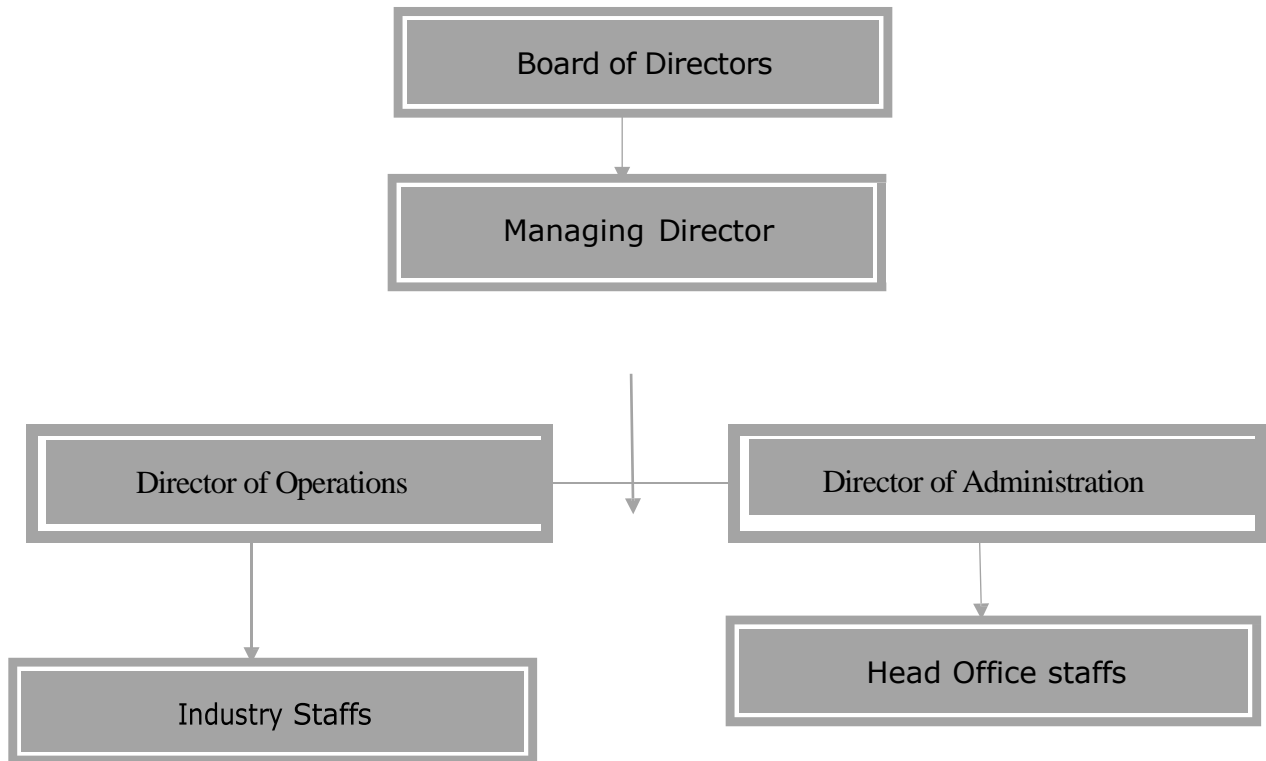 Board of Directors
Managing Director
Director of Operations
Director of Administration
Head Office staffs
Industry Staffs